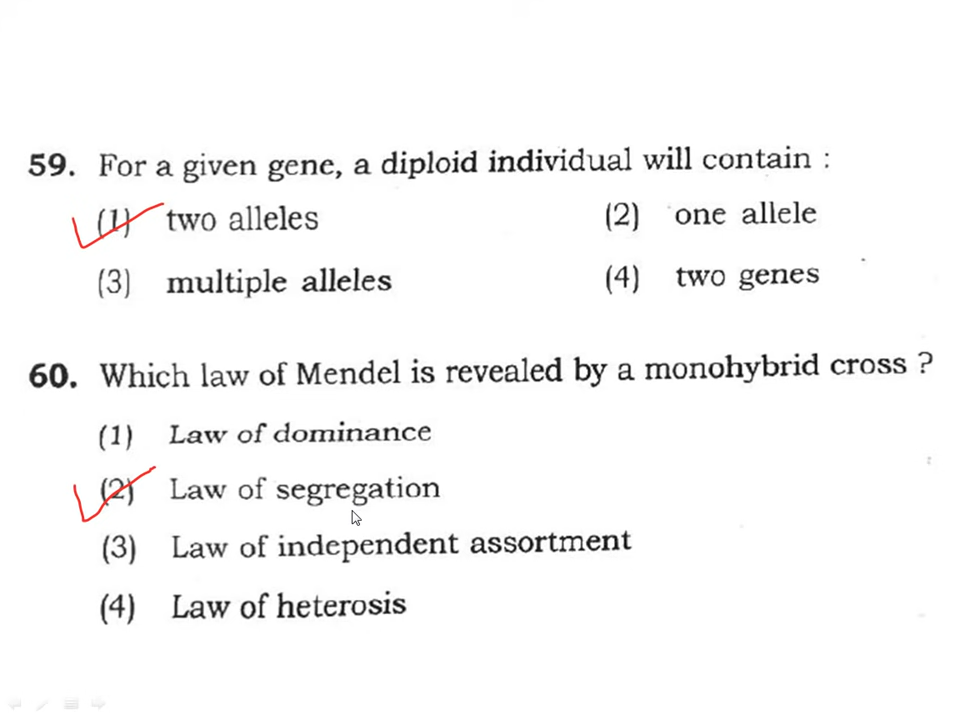 59. For a given gene, a diploid individual will contain :
(1) two alleles (2) one allele
(3) multiple alleles (4) two genes
60. Which law of Mendel is revealed by a monohybrid cross ?
(1) Law of dominance
(2) Law of segregation
(3) Law of independent assortment
(4) Law of heterosis